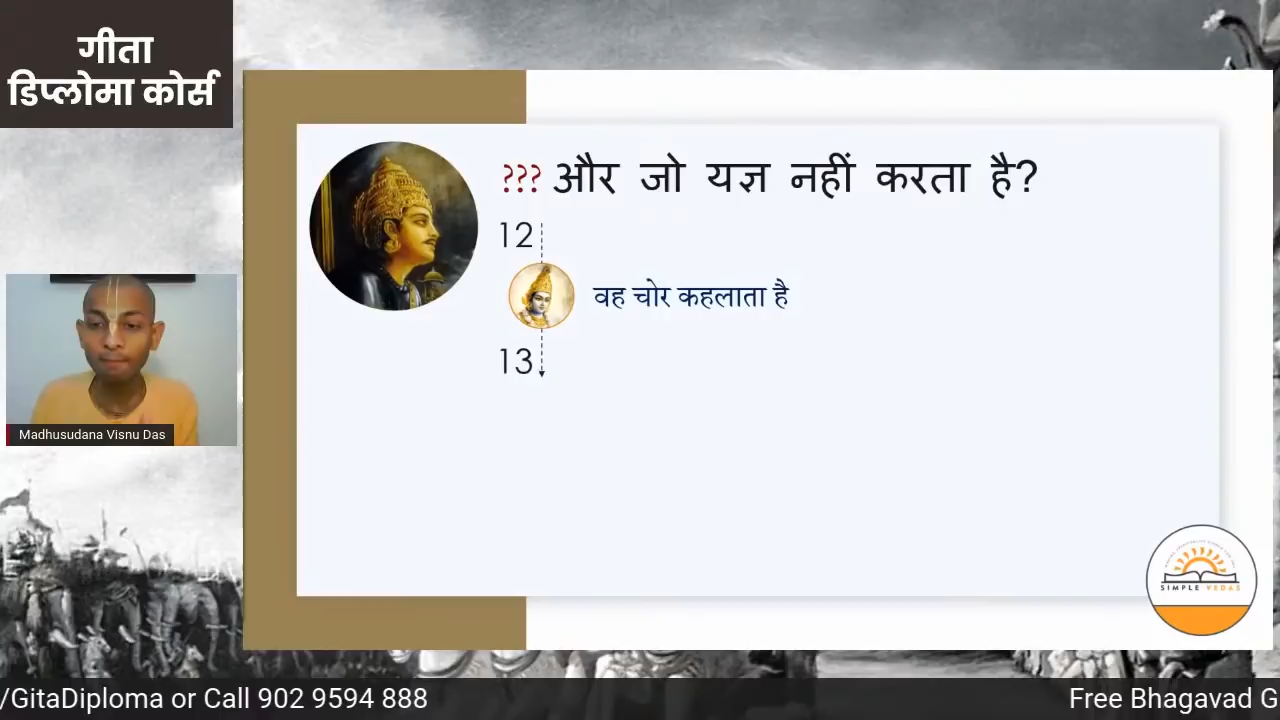 गीता
डिप्लोमा कोर्स
??? और जो यज्ञ नहीं करता है?
12
वह चोर कहलाता है
13
Madhusudana Visnu Das
SIMPLE VEDAS
/GitaDiploma or Call 902 9594 888
Free Bhagavad G